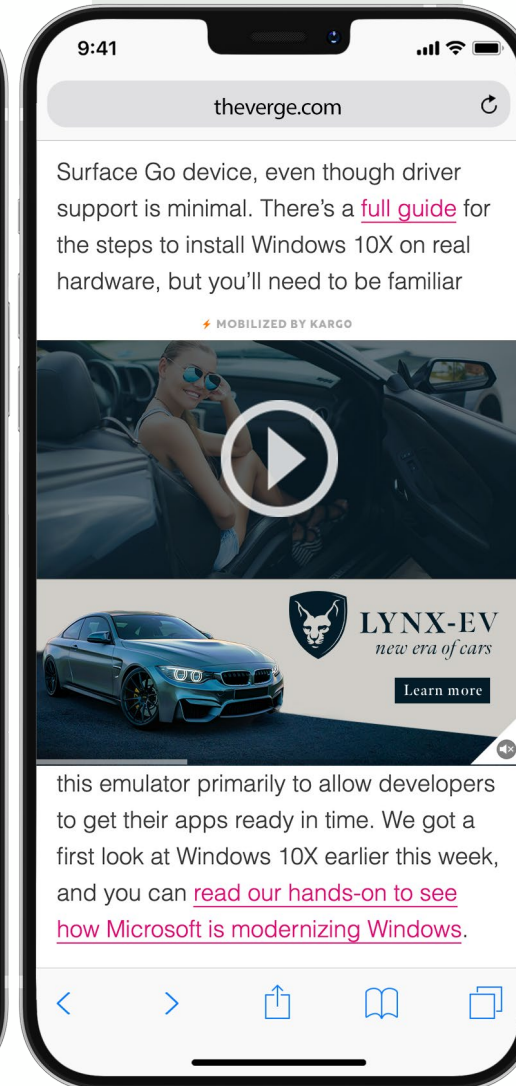 9:41
theverge.com
Surface Go device, even though driver
support is minimal. There’s a full guide for
the steps to install Windows 10X on real
hardware, but you’ll need to be familiar
MOBILIZED BY KARGO
LYNX-EV
new era of cars
Learn more
this emulator primarily to allow developers
to get their apps ready in time. We got a
first look at Windows 10X earlier this week,
and you can read our hands-on to see
how Microsoft is modernizing Windows.